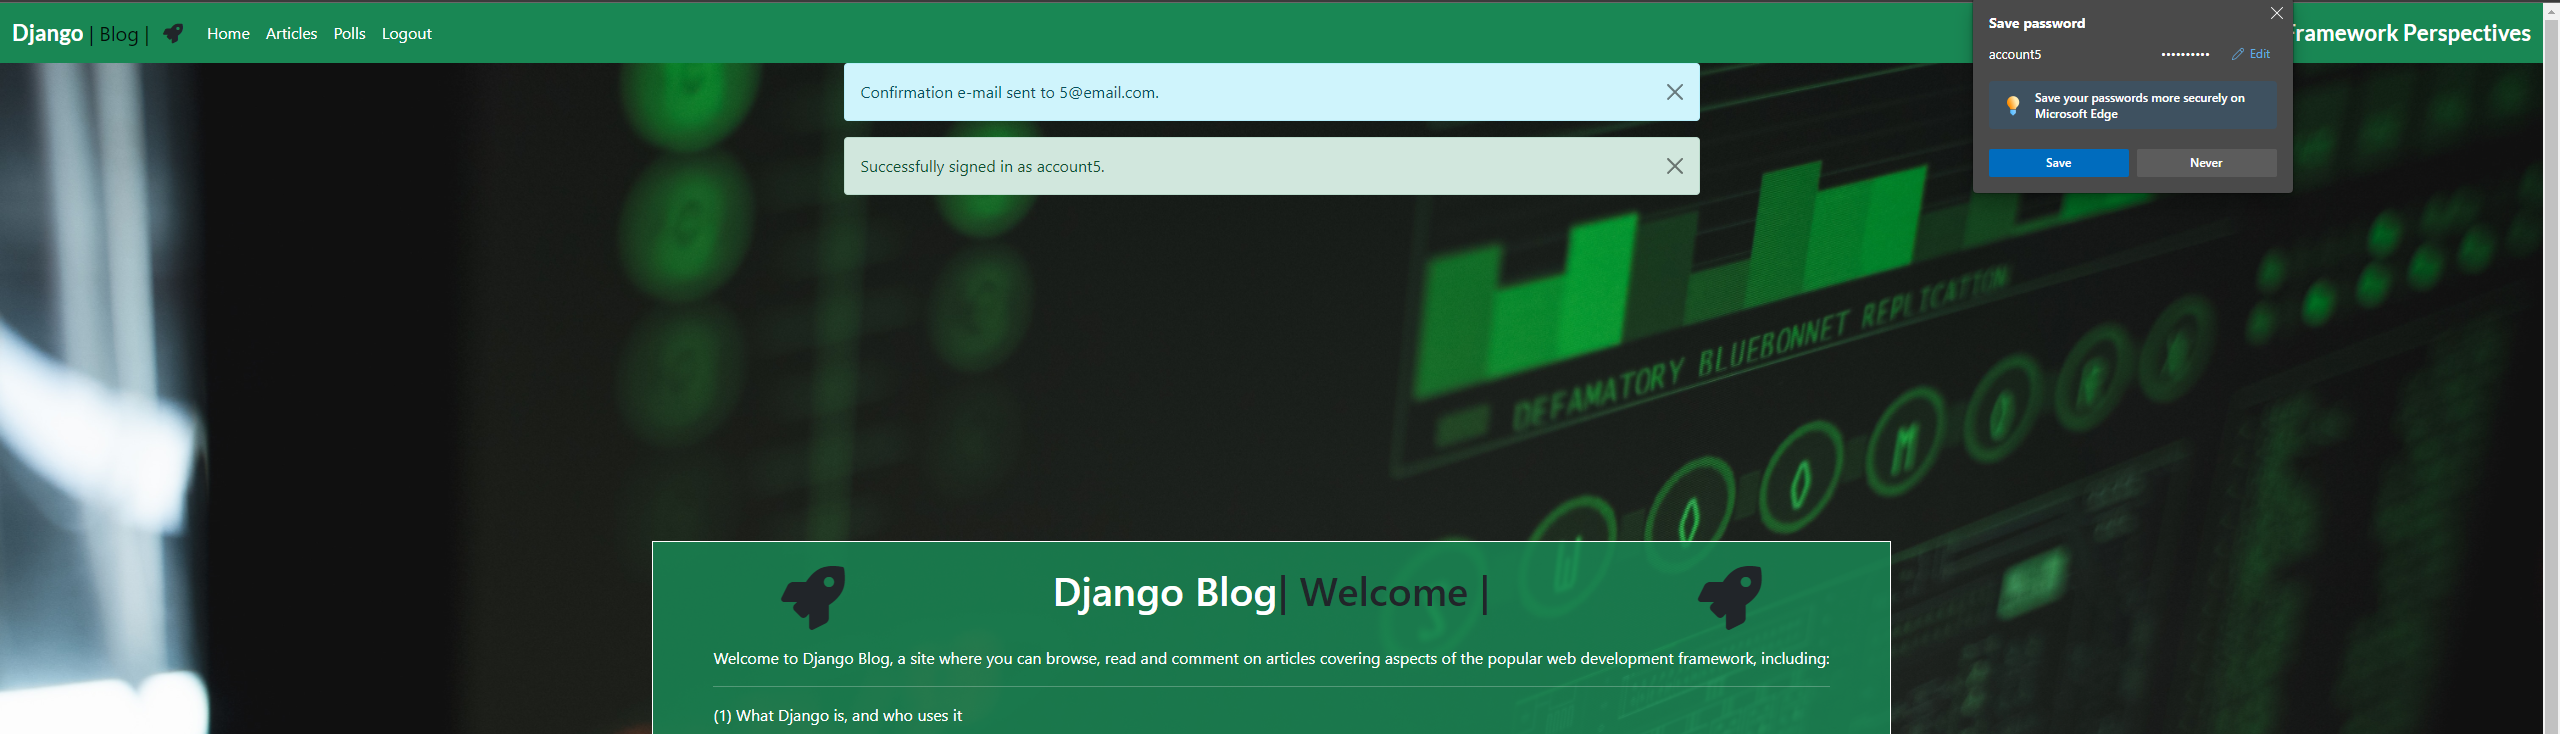 Django | Blog |
Home
Articles
Polls
Logout
Framework Perspectives
Save password
account5
••••••••••
Edit
Save your passwords more securely on
Microsoft Edge
Save
Never
Confirmation e-mail sent to 5@email.com.
Successfully signed in as account5.
DEFAMATORY BLUEBONNET REPLICATION
Django Blog| Welcome |
Welcome to Django Blog, a site where you can browse, read and comment on articles covering aspects of the popular web development framework, including:
(1) What Django is, and who uses it